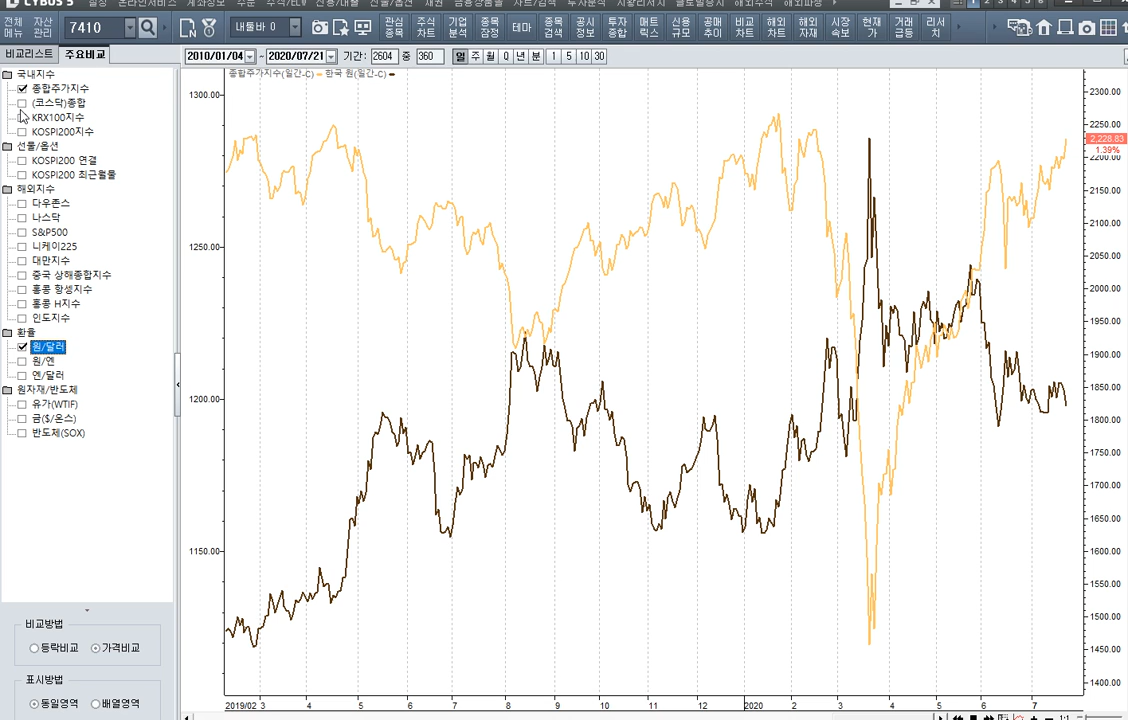 CYBOS 5
전체 메뉴
자산 관리
7410
내툴바 0
관심 종목
주식 차트
기업 분석
종목 잠정
테마
종목 검색
공시 정보
투자 종합
매트 릭스
신용 규모
공매 추이
비교 차트
해외 차트
해외 자재
시장 속보
현재 가
거래 급등
리서 치
비교리스트 주요비교
2010/01/04 ~ 2020/07/21 기간: 2604 중 360 일 주 월 Q 년 분 1 5 10 30
종합주가지수(일간-C) 한국 원(일간-C)
국내지수
종합주가지수
(코스닥)종합
KRX100지수
KOSPI200지수
선물/옵션
KOSPI200 연결
KOSPI200 최근월물
해외지수
다우존스
나스닥
S&P500
니케이225
대만지수
중국 상해종합지수
홍콩 항셍지수
홍콩 H지수
인도지수
환율
원/달러
원/엔
엔/달러
원자재/반도체
유가(WTIF)
금($/온스)
반도체(SOX)
비교방법
등락비교 가격비교
표시방법
동일영역 배열영역
1300.00
1250.00
1200.00
1150.00
2300.00
2250.00
2,228.83
1.39%
2200.00
2150.00
2100.00
2050.00
2000.00
1950.00
1900.00
1850.00
1800.00
1750.00
1700.00
1650.00
1600.00
1550.00
1500.00
1450.00
1400.00
2019/02 3 4 5 6 7 8 9 10 11 12 2020 2 3 4 5 6 7
1:1